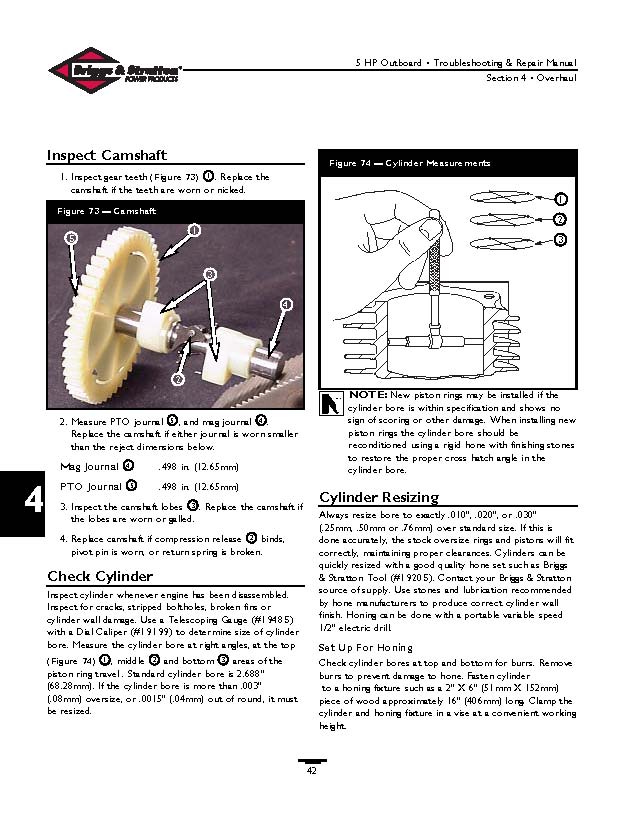 Briggs & Stratton
POWER PRODUCTS
5 HP Outboard • Troubleshooting & Repair Manual
Section 4 • Overhaul
Inspect Camshaft
1. Inspect gear teeth (Figure 73) 1. Replace the
camshaft if the teeth are worn or nicked.
Figure 73 — Camshaft
1
5
3
4
2
2. Measure PTO journal 5, and mag journal 4.
Replace the camshaft if either journal is worn smaller
than the reject dimensions below.
Mag Journal 4 .498 in. (12.65mm)
PTO Journal 5 .498 in. (12.65mm)
3. Inspect the camshaft lobes 3. Replace the camshaft if
the lobes are worn or galled.
4. Replace camshaft if compression release 2 binds,
pivot pin is worn, or return spring is broken.
4
Check Cylinder
Inspect cylinder whenever engine has been disassembled.
Inspect for cracks, stripped boltholes, broken fins or
cylinder wall damage. Use a Telescoping Gauge (#19485)
with a Dial Caliper (#19199) to determine size of cylinder
bore. Measure the cylinder bore at right angles, at the top
(Figure 74) 1, middle 2 and bottom 3 areas of the
piston ring travel. Standard cylinder bore is 2.688"
(68.28mm). If the cylinder bore is more than .003"
(.08mm) oversize, or .0015" (.04mm) out of round, it must
be resized.
Figure 74 — Cylinder Measurements
1
2
3
NOTE: New piston rings may be installed if the
cylinder bore is within specification and shows no
sign of scoring or other damage. When installing new
piston rings the cylinder bore should be
reconditioned using a rigid hone with finishing stones
to restore the proper cross hatch angle in the
cylinder bore.
Cylinder Resizing
Always resize bore to exactly .010", .020", or .030"
(.25mm, .50mm or .76mm) over standard size. If this is
done accurately, the stock oversize rings and pistons will fit
correctly, maintaining proper clearances. Cylinders can be
quickly resized with a good quality hone set such as Briggs
& Stratton Tool (#19205). Contact your Briggs & Stratton
source of supply. Use stones and lubrication recommended
by hone manufacturers to produce correct cylinder wall
finish. Honing can be done with a portable variable speed
1/2" electric drill.
Set Up For Honing
Check cylinder bores at top and bottom for burrs. Remove
burrs to prevent damage to hone. Fasten cylinder
to a honing fixture such as a 2" X 6" (51mm X 152mm)
piece of wood approximately 16" (406mm) long. Clamp the
cylinder and honing fixture in a vise at a convenient working
height.
42